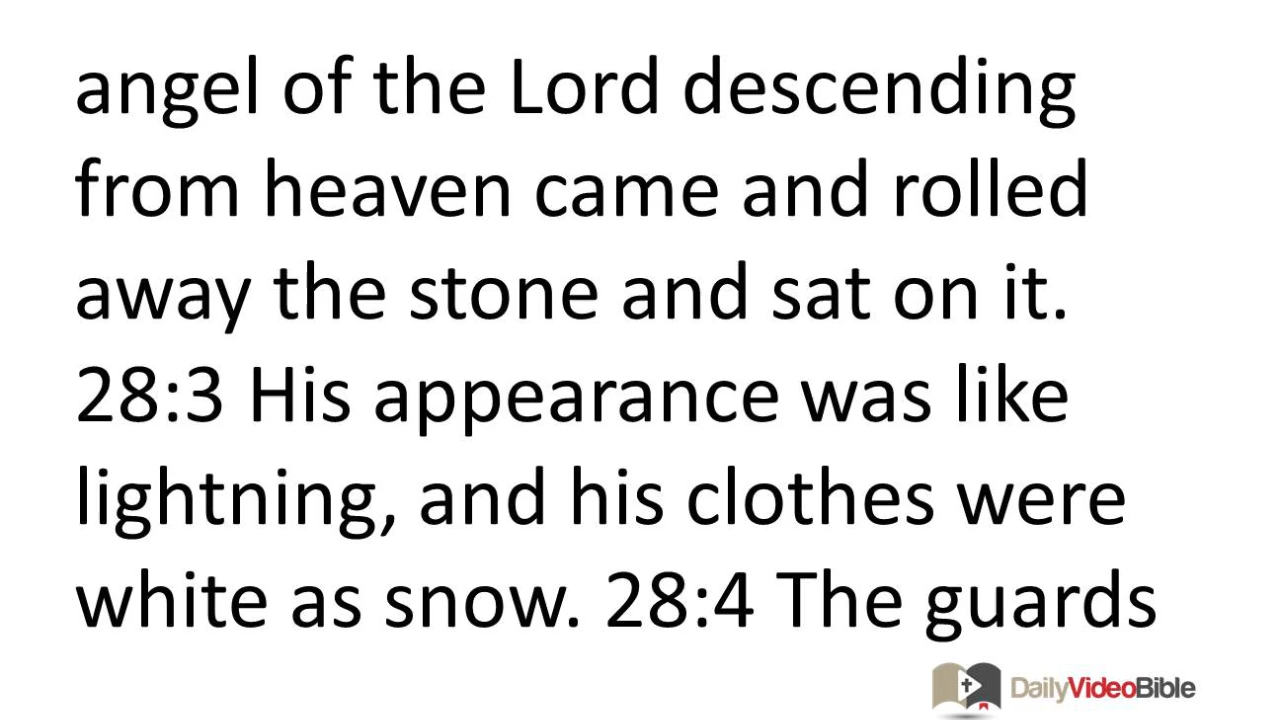 angel of the Lord descending
from heaven came and rolled
away the stone and sat on it.
28:3 His appearance was like
lightning, and his clothes were
white as snow. 28:4 The guards
DailyVideoBible